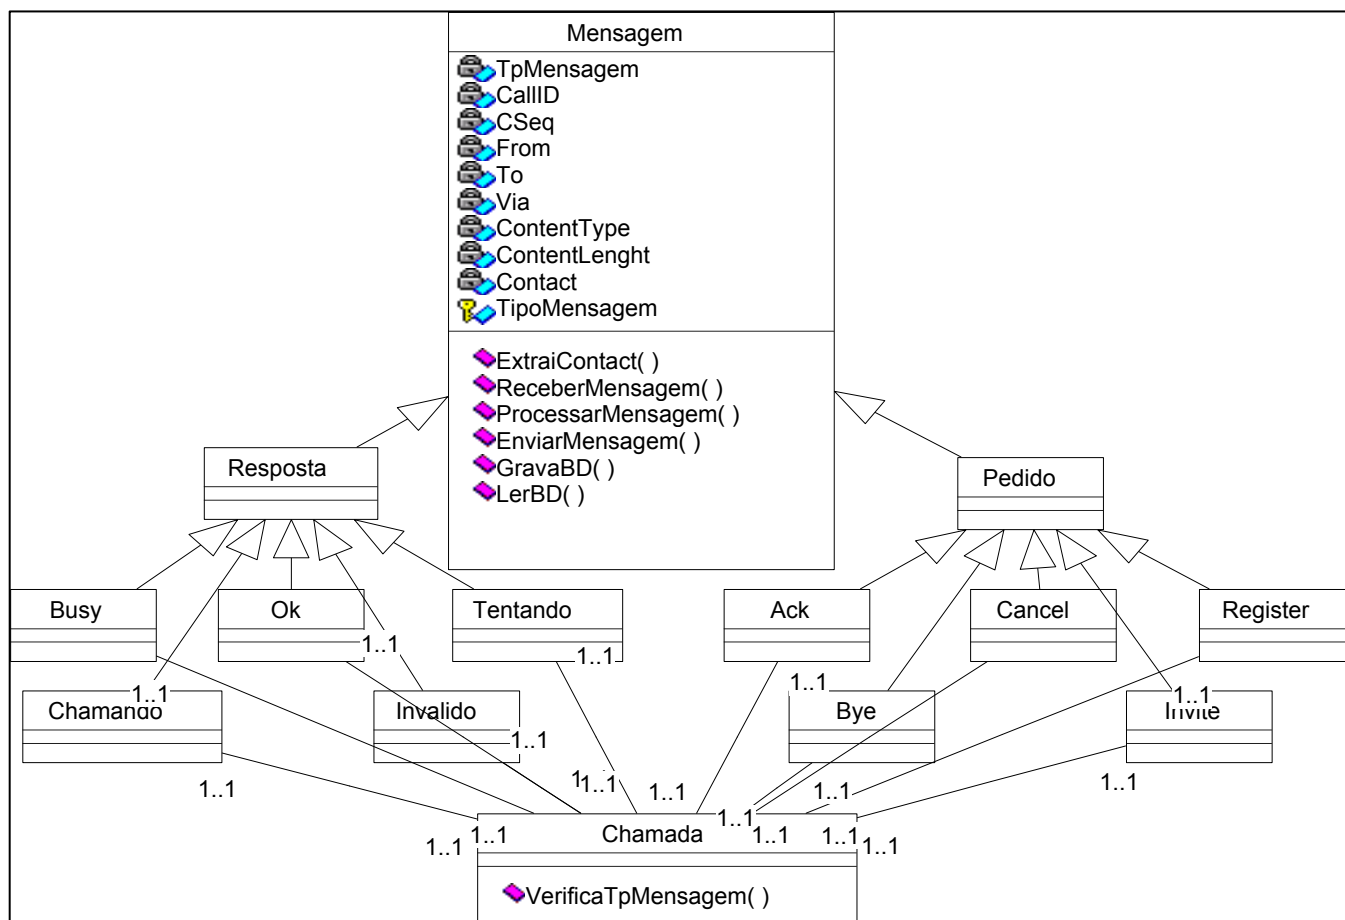 Mensagem
TpMensagem
CallID
CSeq
From
To
Via
ContentType
ContentLenght
Contact
TipoMensagem
ExtraiContact( )
ReceberMensagem( )
ProcessarMensagem( )
EnviarMensagem( )
GravaBD( )
LerBD( )
Resposta
Pedido
Busy
Ok
Tentando
Ack
Cancel
Register
1..1
1..1
1..1
1..1
1..1
Chamando
Invalido
Bye
Invite
1..1
1..1
1..1
1..1
1..1
1..1
1..1
1..1
1..1
1..1
1..1
1..1
1..1
Chamada
VerificaTpMensagem( )